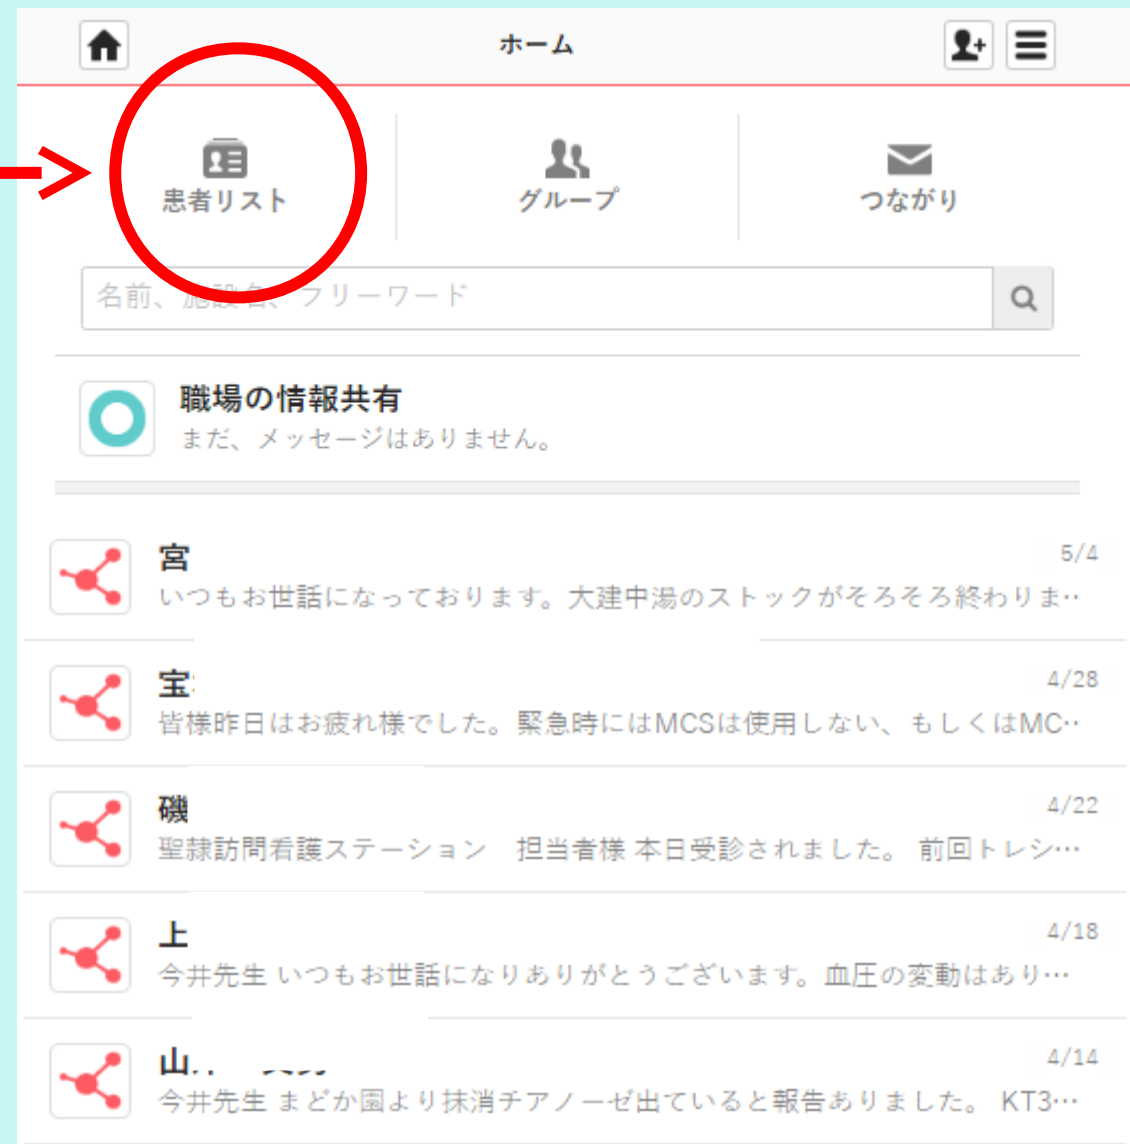 ホーム
患者リスト
グループ
つながり
名前、施設名、フリーワード
職場の情報共有
まだ、メッセージはありません。
宮
5/4
いつもお世話になっております。大建中湯のストックがそろそろ終わりま…
宝
4/28
皆様昨日はお疲れ様でした。緊急時にはMCSは使用しない、もしくはMC…
磯
4/22
聖隷訪問看護ステーション　担当者様 本日受診されました。 前回トレシ…
上
4/18
今井先生 いつもお世話になりありがとうございます。血圧の変動はあり…
山
4/14
今井先生 まどか園より抹消チアノーゼ出ていると報告ありました。 KT3…